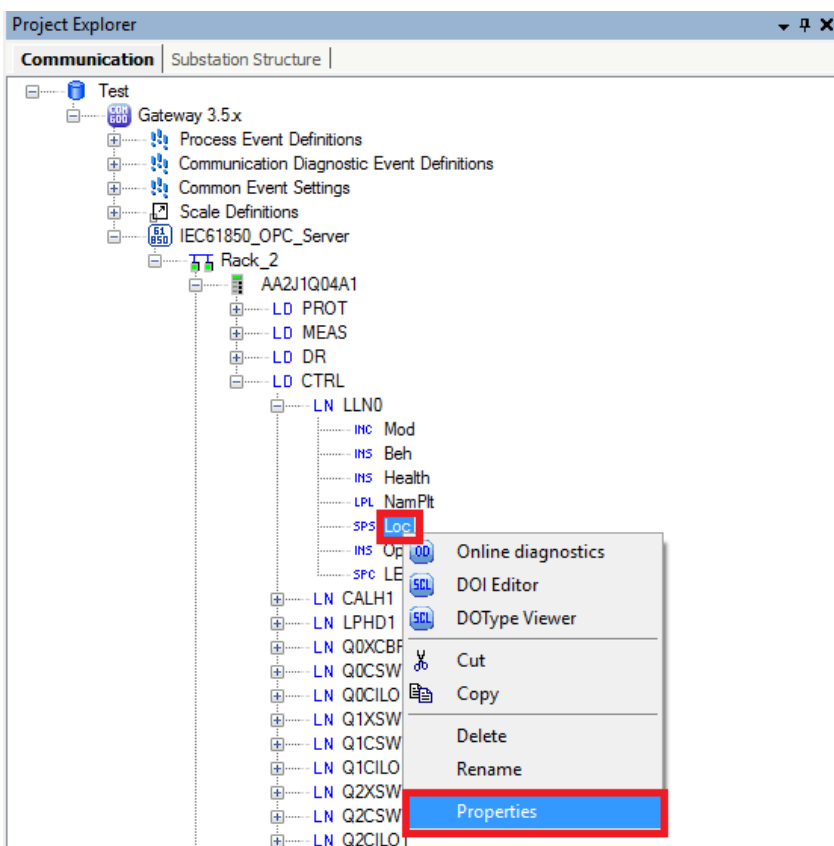 Project Explorer
Communication Substation Structure
Test
Gateway 3.5.x
Process Event Definitions
Communication Diagnostic Event Definitions
Common Event Settings
Scale Definitions
IEC61850_OPC_Server
Rack_2
AA2J1Q04A1
LD PROT
LD MEAS
LD DR
LD CTRL
LN LLN0
INC Mod
INS Beh
INS Health
LPL NamPlt
SPS Loc
INS Op
SPC LE
LN CALH1
LN LPHD1
LN Q0XCBR
LN Q0CSW
LN Q0CILO
LN Q1XSW
LN Q1CSW
LN Q1CILO
LN Q2XSW
LN Q2CSW
LN Q2CILO1
OD Online diagnostics
SCL DOI Editor
SCL DOType Viewer
Cut
Copy
Delete
Rename
Properties